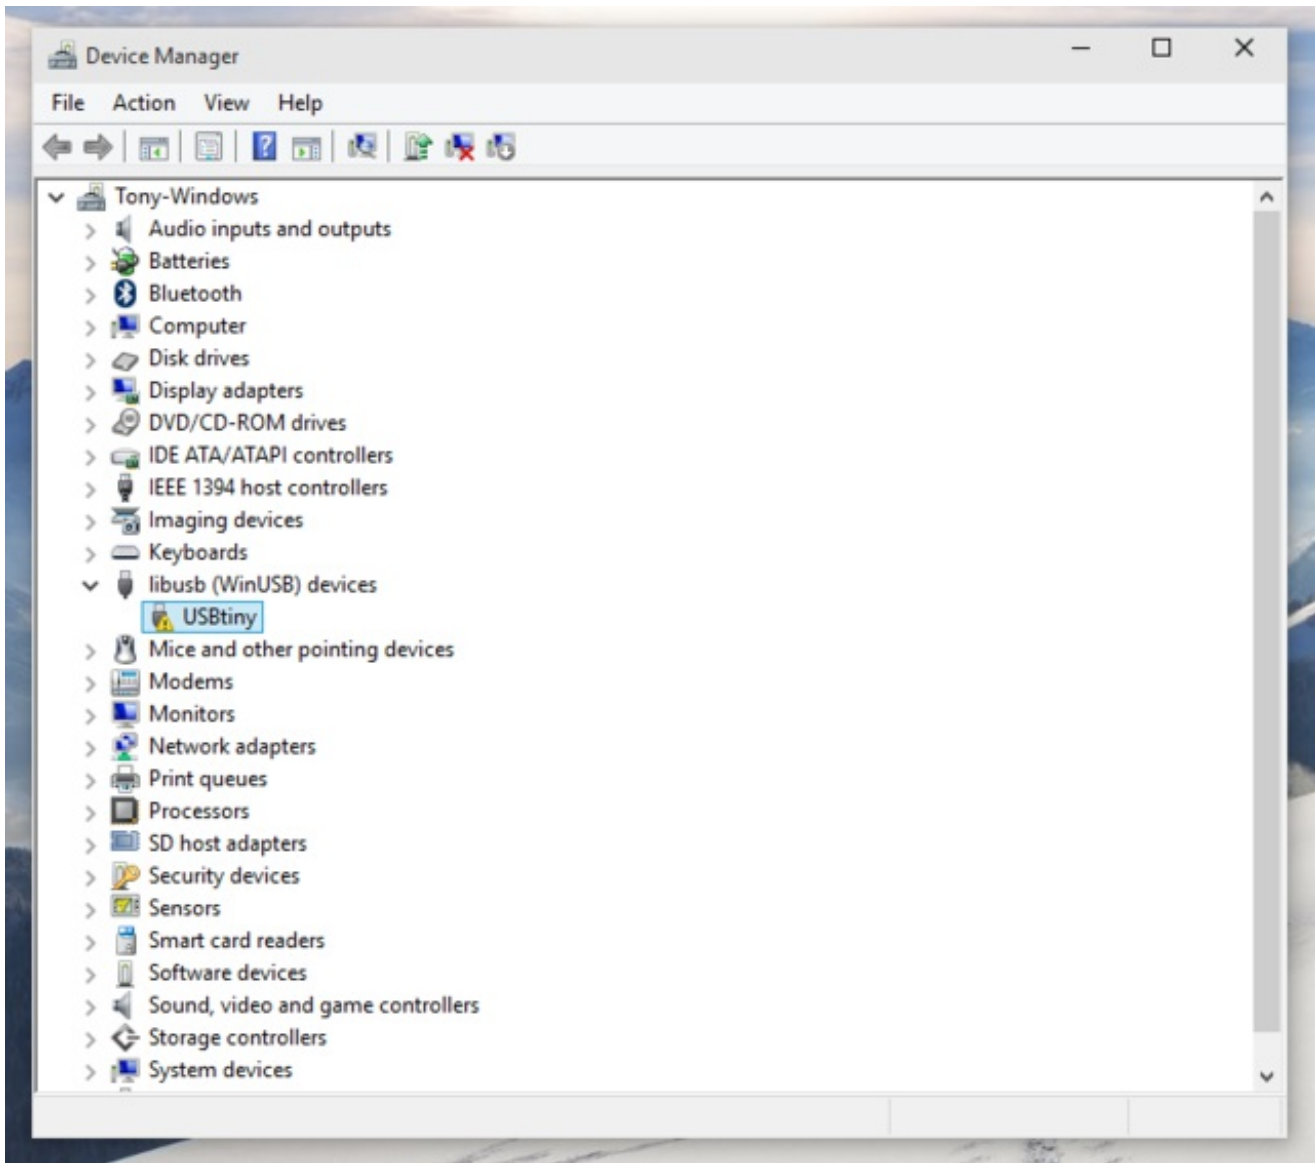 Device Manager
File Action View Help
Tony-Windows
Audio inputs and outputs
Batteries
Bluetooth
Computer
Disk drives
Display adapters
DVD/CD-ROM drives
IDE ATA/ATAPI controllers
IEEE 1394 host controllers
Imaging devices
Keyboards
libusb (WinUSB) devices
USBtiny
Mice and other pointing devices
Modems
Monitors
Network adapters
Print queues
Processors
SD host adapters
Security devices
Sensors
Smart card readers
Software devices
Sound, video and game controllers
Storage controllers
System devices